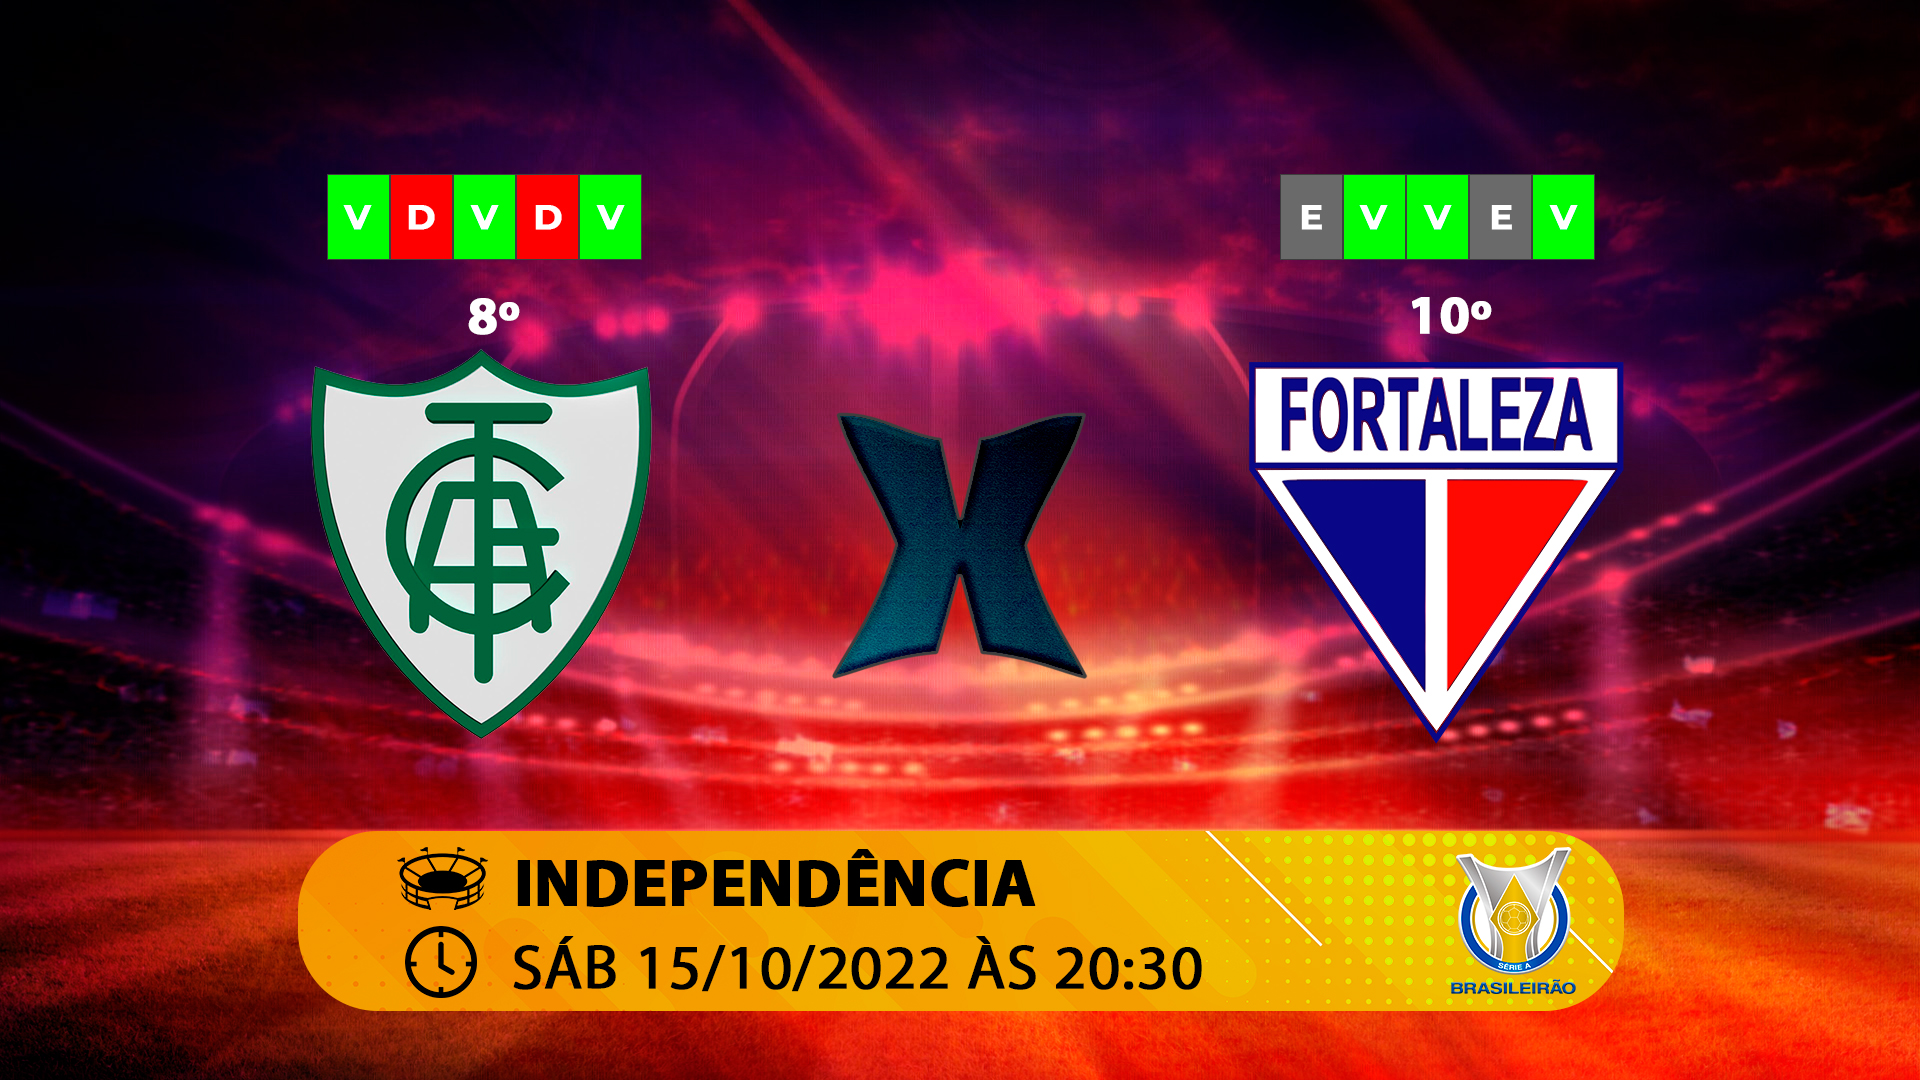 V D V D V
E V V E V
8º
10º
FORTALEZA
INDEPENDÊNCIA
SÁB 15/10/2022 ÀS 20:30
SÉRIE A
BRASILEIRÃO